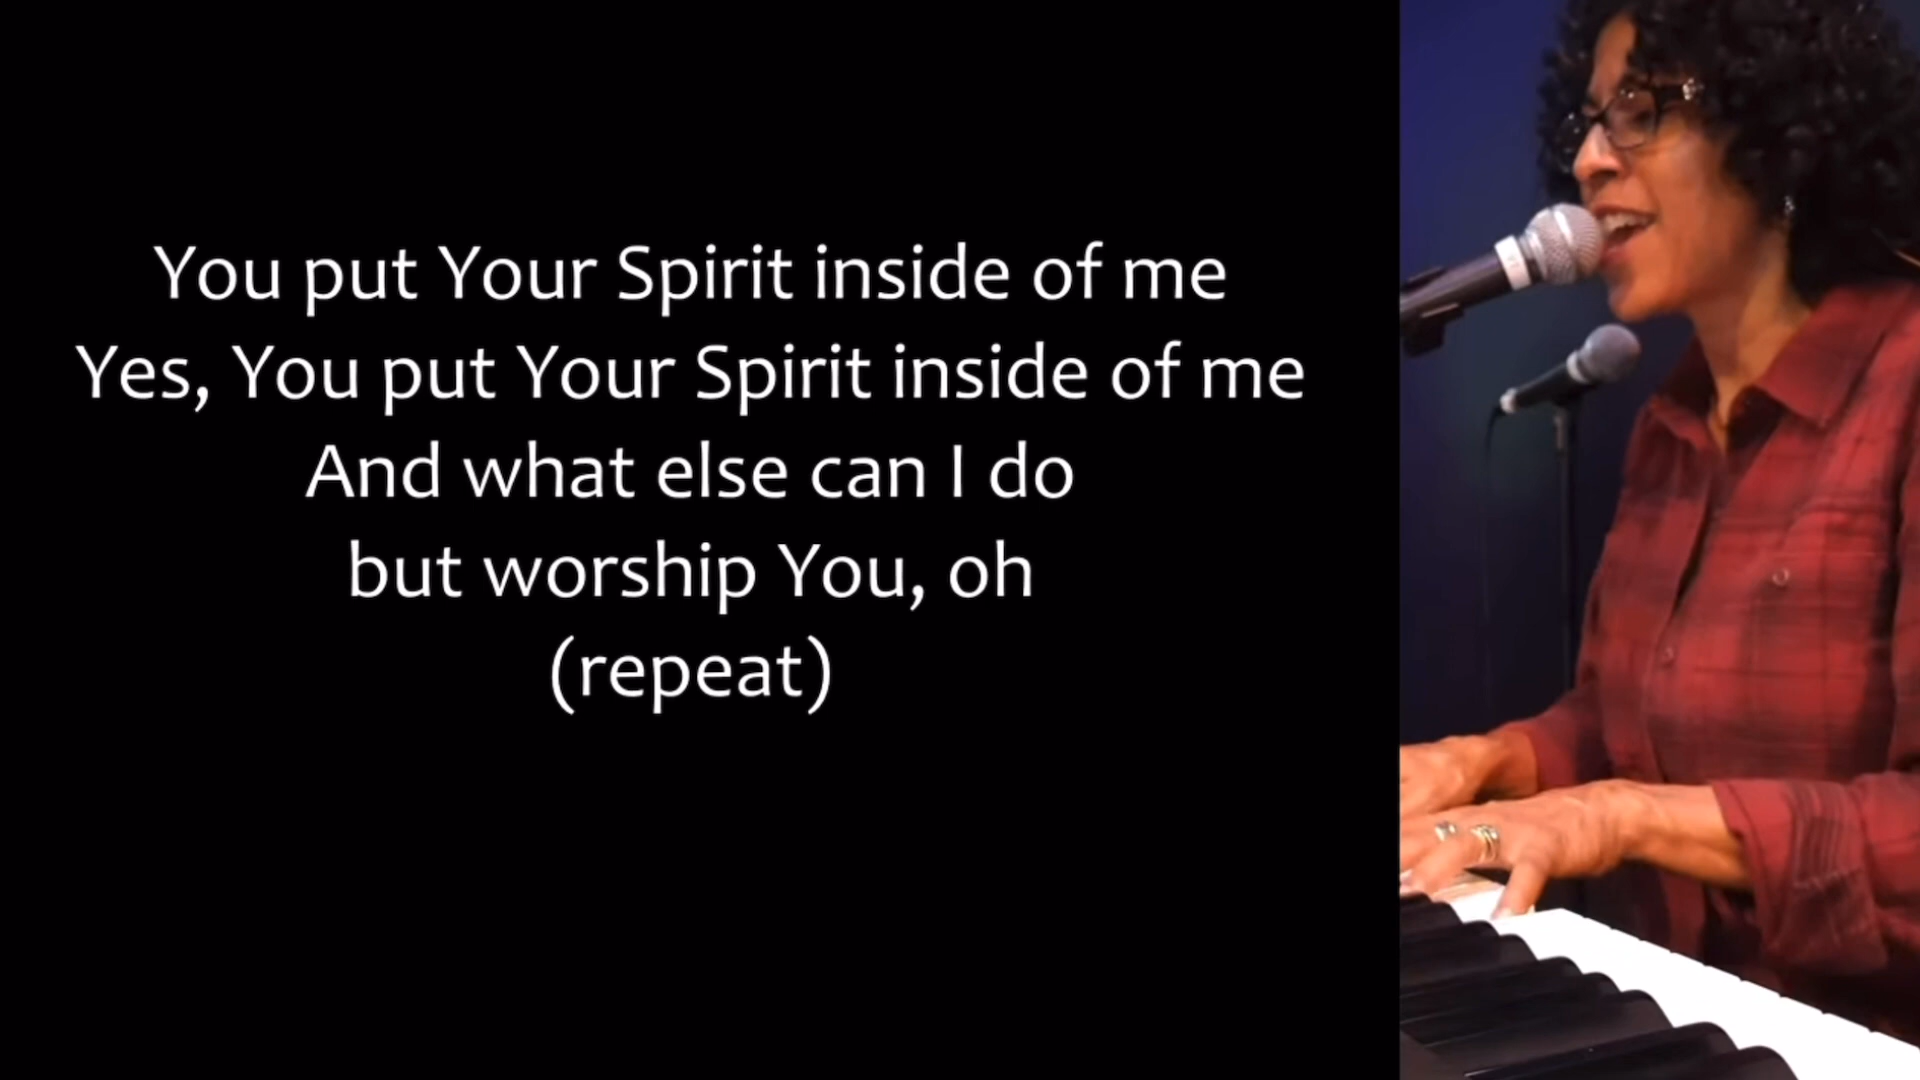 You put Your Spirit inside of me
Yes, You put Your Spirit inside of me
And what else can I do
but worship You, oh
(repeat)